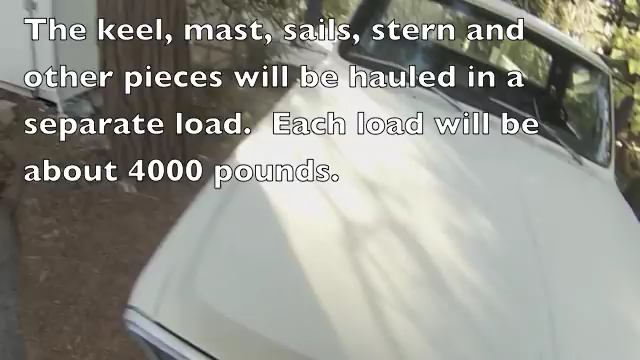 The keel, mast, sails, stern and
other pieces will be hauled in a
separate load.  Each load will be
about 4000 pounds.